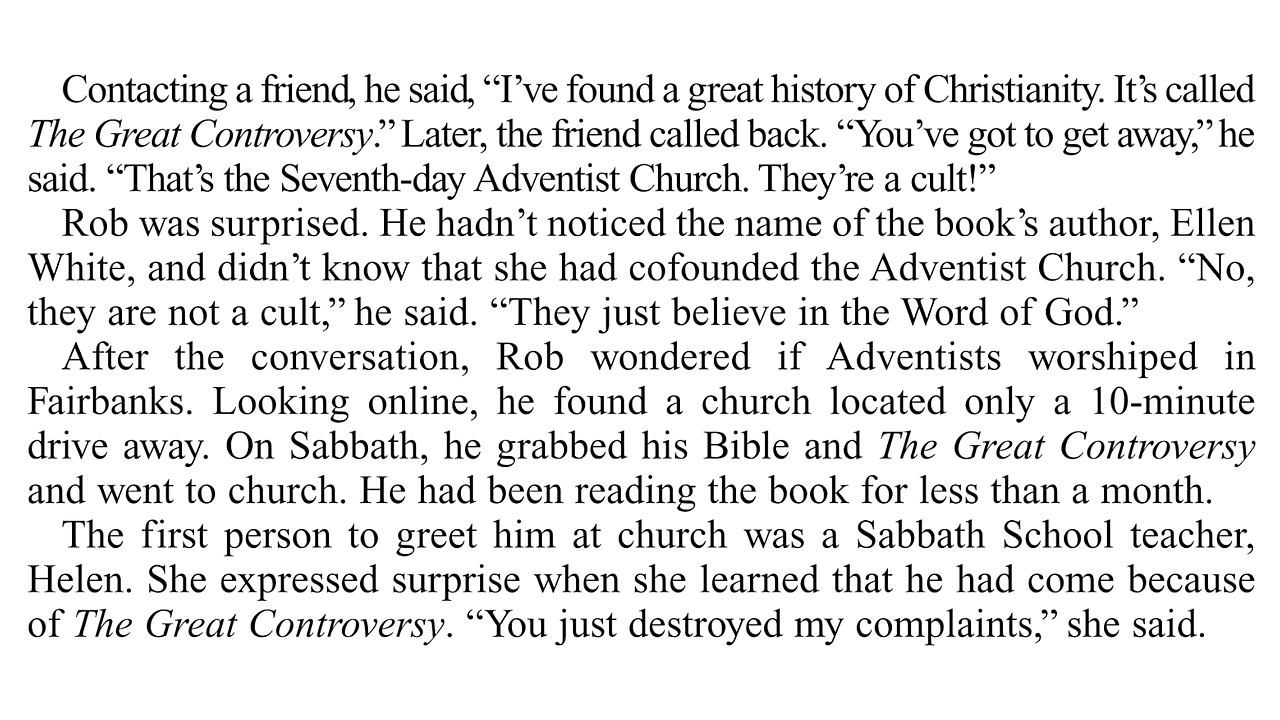 Contacting a friend, he said, “I’ve found a great history of Christianity. It’s called
The Great Controversy.” Later, the friend called back. “You’ve got to get away,” he
said. “That’s the Seventh-day Adventist Church. They’re a cult!”
Rob was surprised. He hadn’t noticed the name of the book’s author, Ellen
White, and didn’t know that she had cofounded the Adventist Church. “No,
they are not a cult,” he said. “They just believe in the Word of God.”
After the conversation, Rob wondered if Adventists worshiped in
Fairbanks. Looking online, he found a church located only a 10-minute
drive away. On Sabbath, he grabbed his Bible and The Great Controversy
and went to church. He had been reading the book for less than a month.
The first person to greet him at church was a Sabbath School teacher,
Helen. She expressed surprise when she learned that he had come because
of The Great Controversy. “You just destroyed my complaints,” she said.